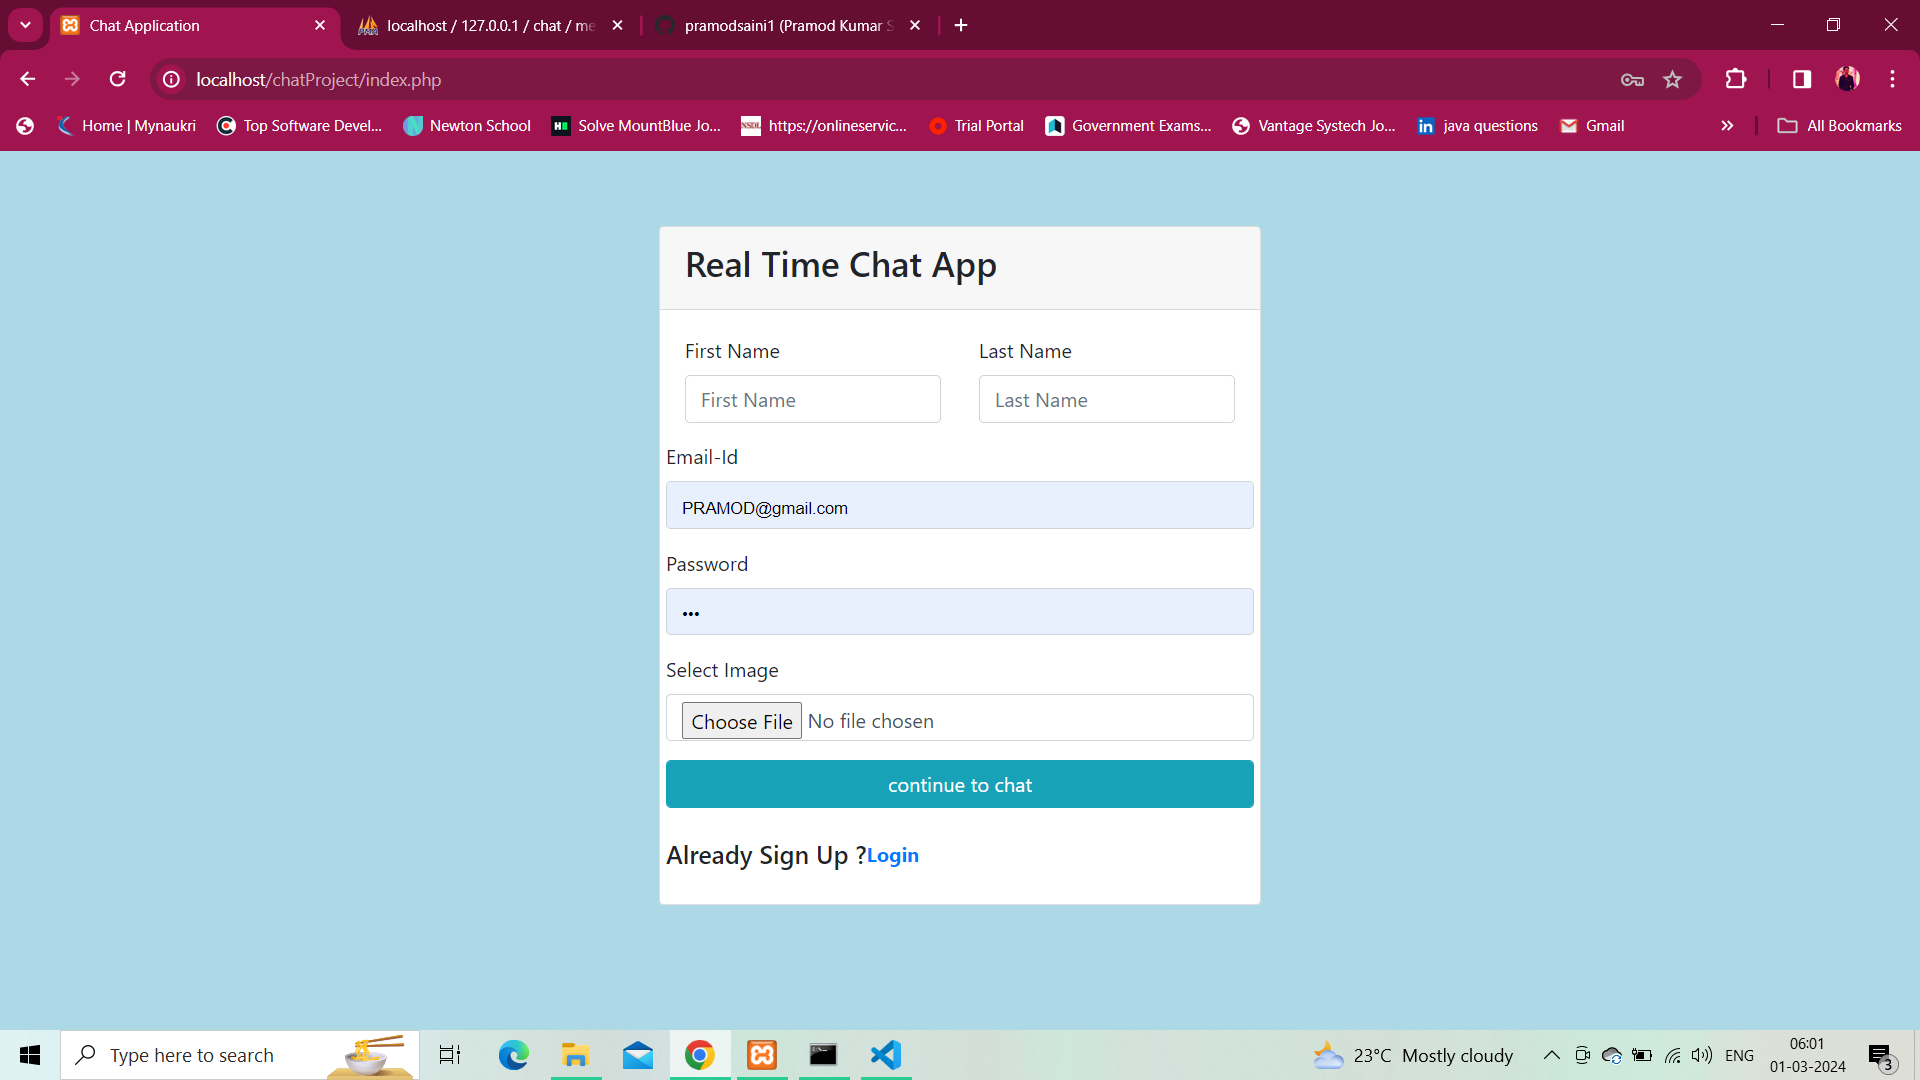 Chat Application
localhost / 127.0.0.1 / chat / me
pramodsaini1 (Pramod Kumar S
localhost/chatProject/index.php
Home | Mynaukri
Top Software Devel...
Newton School
Solve MountBlue Jo...
NSDL
https://onlineservic...
Trial Portal
Government Exams...
Vantage Systech Jo...
java questions
Gmail
All Bookmarks
Real Time Chat App
First Name
Last Name
First Name
Last Name
Email-Id
PRAMOD@gmail.com
Password
•••
Select Image
Choose File No file chosen
continue to chat
Already Sign Up ?Login
Type here to search
23°C Mostly cloudy
ENG
06:01
01-03-2024
3